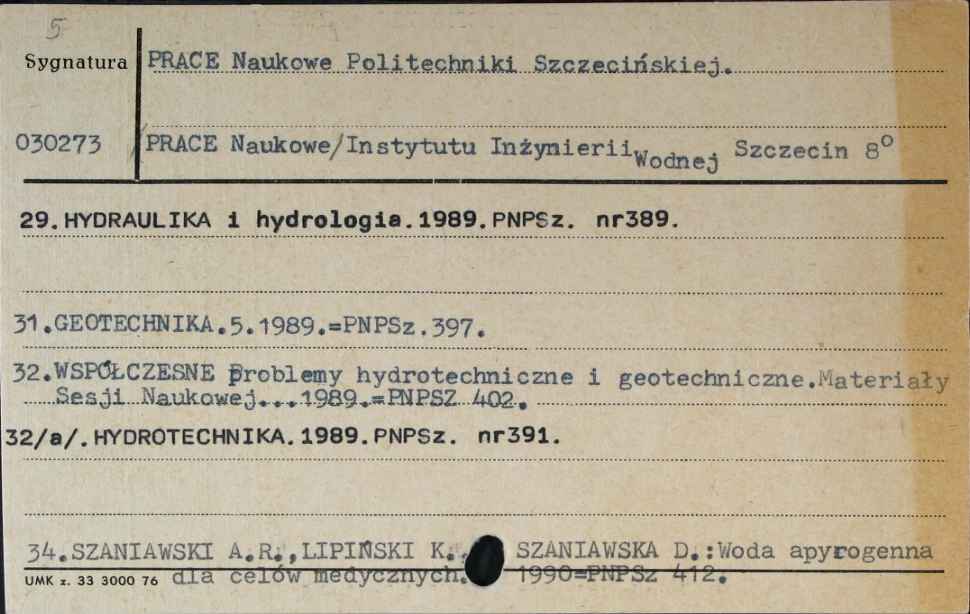 5
Sygnatura PRACE Naukowe Politechniki Szczecińskiej.
030273 PRACE Naukowe/Instytutu Inżynierii Wodnej Szczecin 8º
29.HYDRAULIKA i hydrologia.1989.PNPSz. nr389.
31.GEOTECHNIKA.5.1989.=PNPSz.397.
32.WSPÓŁCZESNE problemy hydrotechniczne i geotechniczne.Materiały
Sesji Naukowej...1989.=PNPSZ 402.
32/a/.HYDROTECHNIKA.1989.PNPSz. nr391.
34.SZANIAWSKI A.R.,LIPIŃSKI K., SZANIAWSKA D.:Woda apyrogenna
UMK z. 33 3000 76 dla celów medycznych. 1990=PNPSz 412.